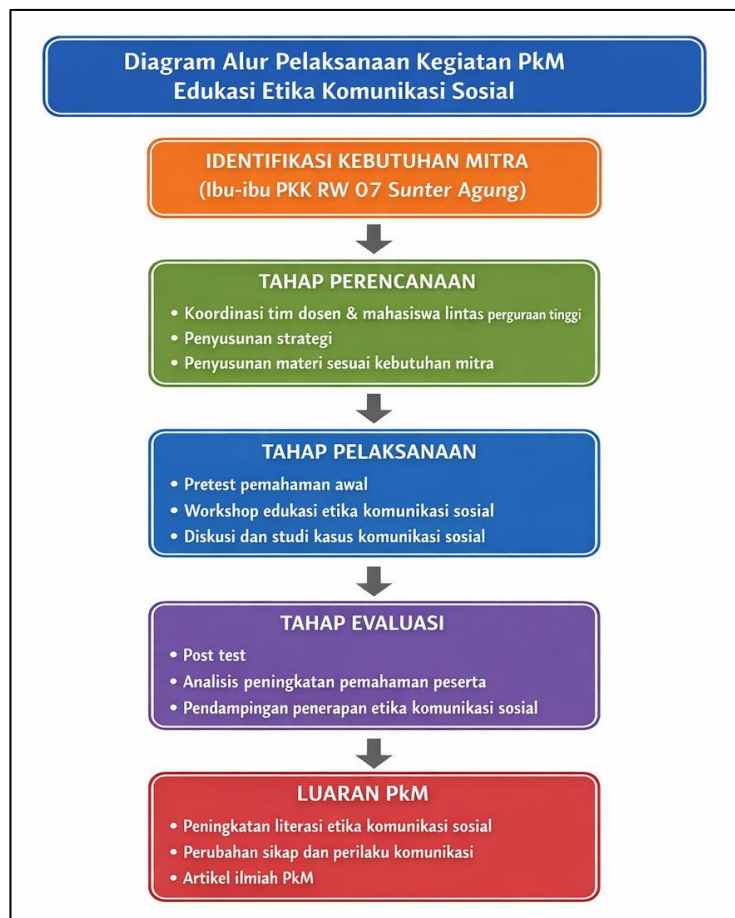 Diagram Alur Pelaksanaan Kegiatan PkM
Edukasi Etika Komunikasi Sosial
IDENTIFIKASI KEBUTUHAN MITRA
(Ibu-ibu PKK RW 07 Sunter Agung)
TAHAP PERENCANAAN
• Koordinasi tim dosen & mahasiswa lintas perguraan tinggi
• Penyusunan strategi
• Penyusunan materi sesuai kebutuhan mitra
TAHAP PELAKSANAAN
• Pretest pemahaman awal
• Workshop edukasi etika komunikasi sosial
• Diskusi dan studi kasus komunikasi sosial
TAHAP EVALUASI
• Post test
• Analisis peningkatan pemahaman peserta
• Pendampingan penerapan etika komunikasi sosial
LUARAN PkM
• Peningkatan literasi etika komunikasi sosial
• Perubahan sikap dan perilaku komunikasi
• Artikel ilmiah PkM